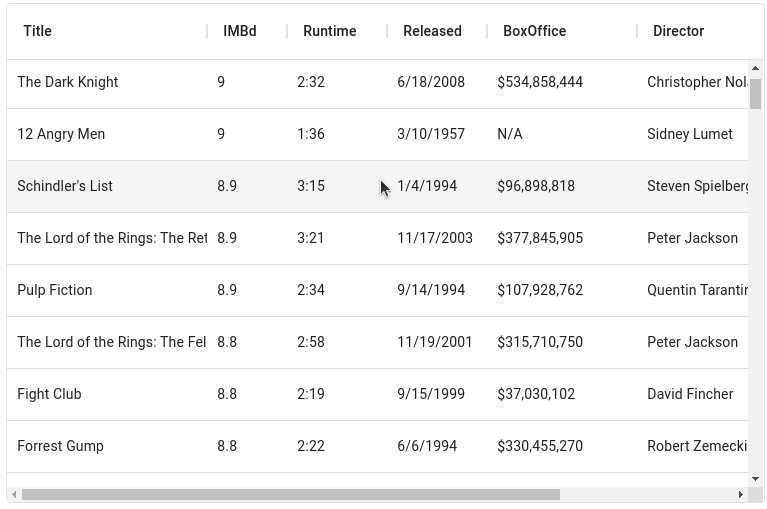 Title IMBd Runtime Released BoxOffice Director
The Dark Knight 9 2:32 6/18/2008 $534,858,444 Christopher Nol
12 Angry Men 9 1:36 3/10/1957 N/A Sidney Lumet
Schindler's List 8.9 3:15 1/4/1994 $96,898,818 Steven Spielberg
The Lord of the Rings: The Ret 8.9 3:21 11/17/2003 $377,845,905 Peter Jackson
Pulp Fiction 8.9 2:34 9/14/1994 $107,928,762 Quentin Tarantin
The Lord of the Rings: The Fel 8.8 2:58 11/19/2001 $315,710,750 Peter Jackson
Fight Club 8.8 2:19 9/15/1999 $37,030,102 David Fincher
Forrest Gump 8.8 2:22 6/6/1994 $330,455,270 Robert Zemecki